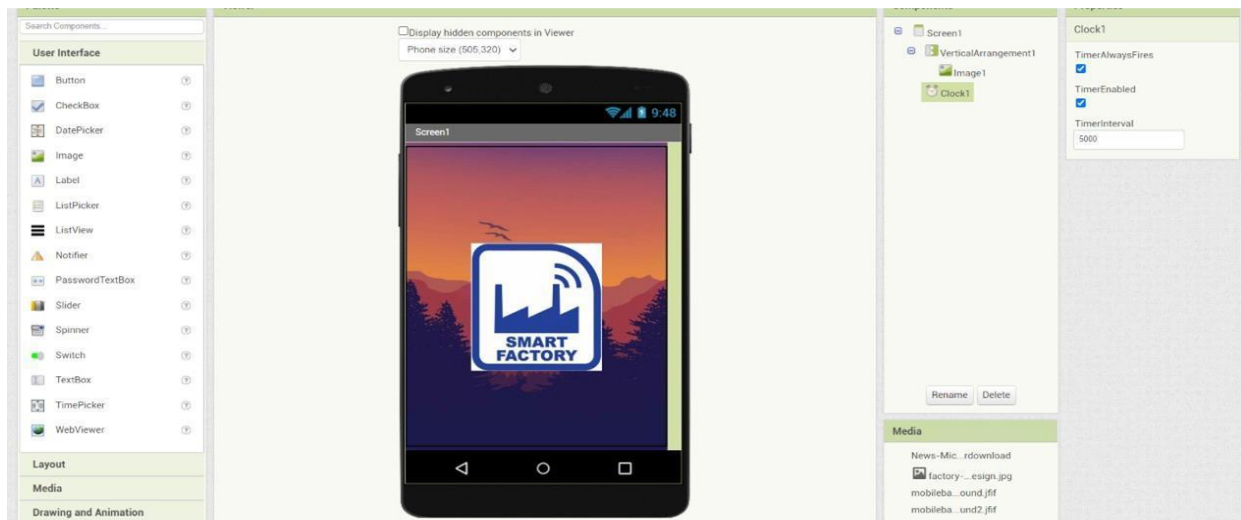 Search Components...
User Interface
Button
CheckBox
DatePicker
Image
Label
ListPicker
ListView
Notifier
PasswordTextBox
Slider
Spinner
Switch
TextBox
TimePicker
WebViewer
Layout
Media
Drawing and Animation
Viewer
Display hidden components in Viewer
Phone size (505,320)
9:48
Screen1
SMART
FACTORY
Components
Screen1
VerticalArrangement1
Image1
Clock1
Rename Delete
Media
News-Mic...rdownload
factory-...esign.jpg
mobileba...ound.jfif
mobileba...und2.jfif
Properties
Clock1
TimerAlwaysFires
TimerEnabled
TimerInterval
5000